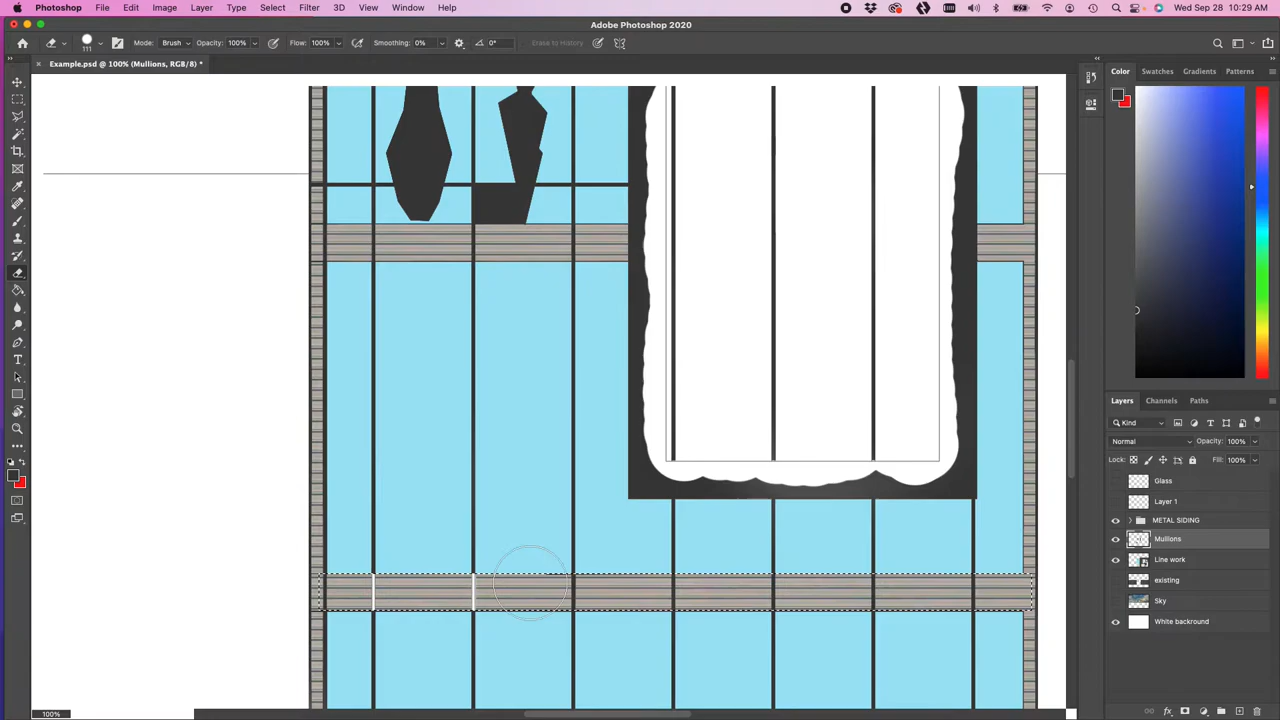 Photoshop File Edit Image Layer Type Select Filter 3D View Window Help Wed Sep 28 10:29 AM
Adobe Photoshop 2020
111 Mode: Brush Opacity: 100% Flow: 100% Smoothing: 0% 0° Erase to History
Example.psd @ 100% (Mullions, RGB/8) *
Color Swatches Gradients Patterns
Layers Channels Paths
Kind
Normal Opacity: 100%
Lock: Fill: 100%
Glass
Layer 1
METAL SIDING
Mullions
Line work
existing
Sky
White backround
100%